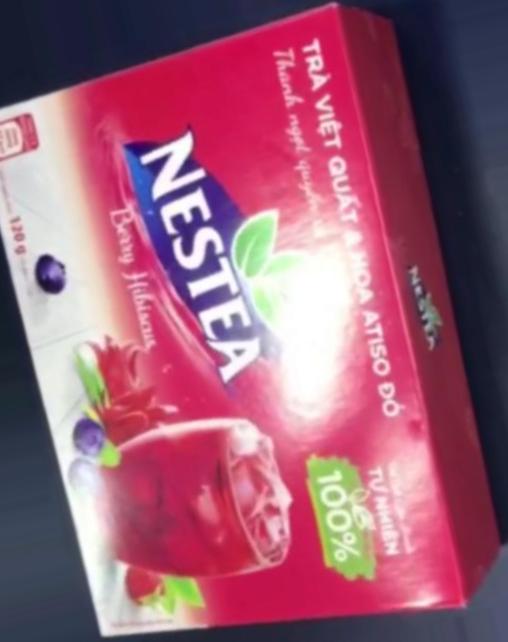 TRÀ VIỆT QUẤT & HOA ATISO ĐỎ
Thanh ngọt
NESTEA
Berry Hibiscus
NESTEA
TỰ NHIÊN
100%
120 g